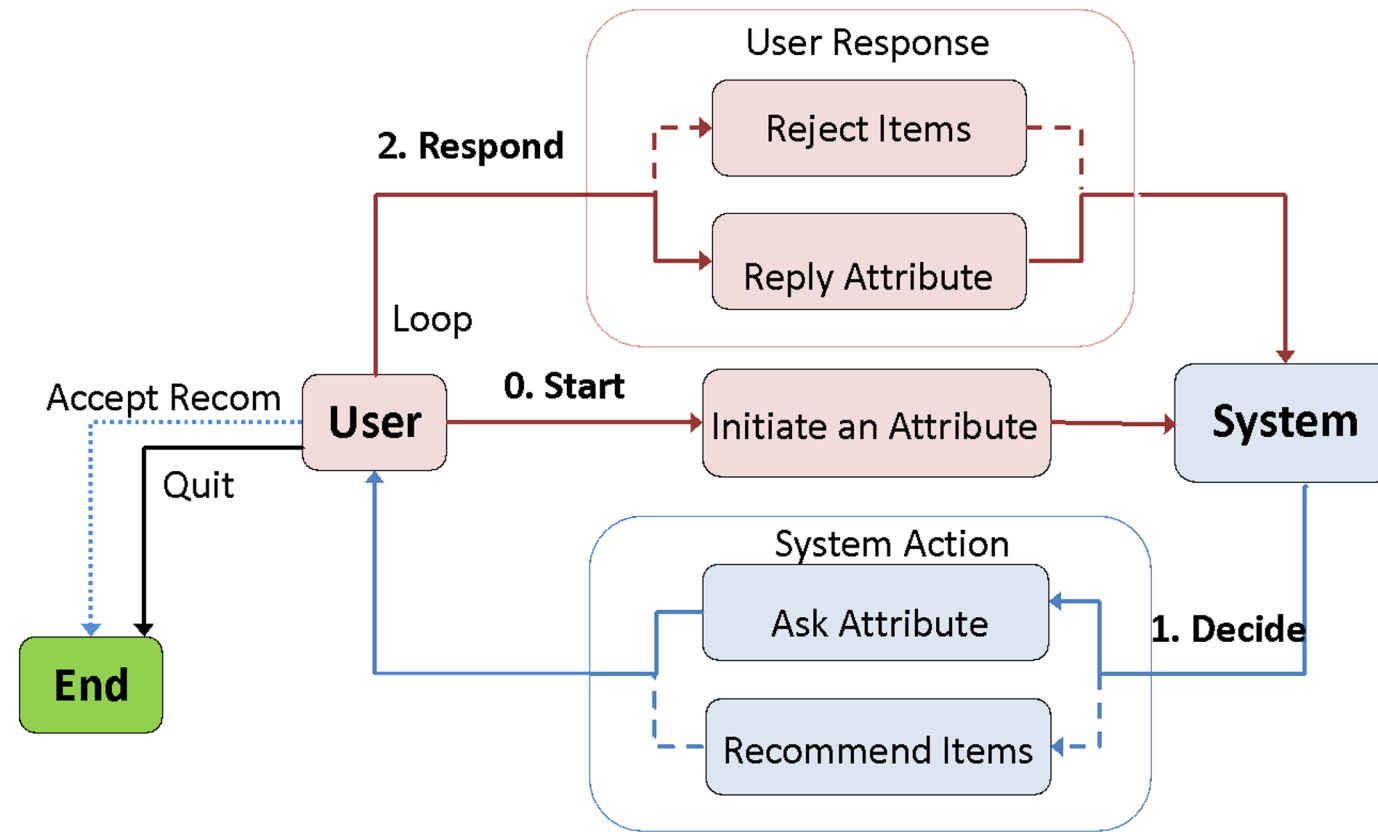 User Response
Reject Items
2. Respond
Reply Attribute
Loop
Accept Recom
0. Start
User
Initiate an Attribute
System
Quit
System Action
Ask Attribute
1. Decide
End
Recommend Items